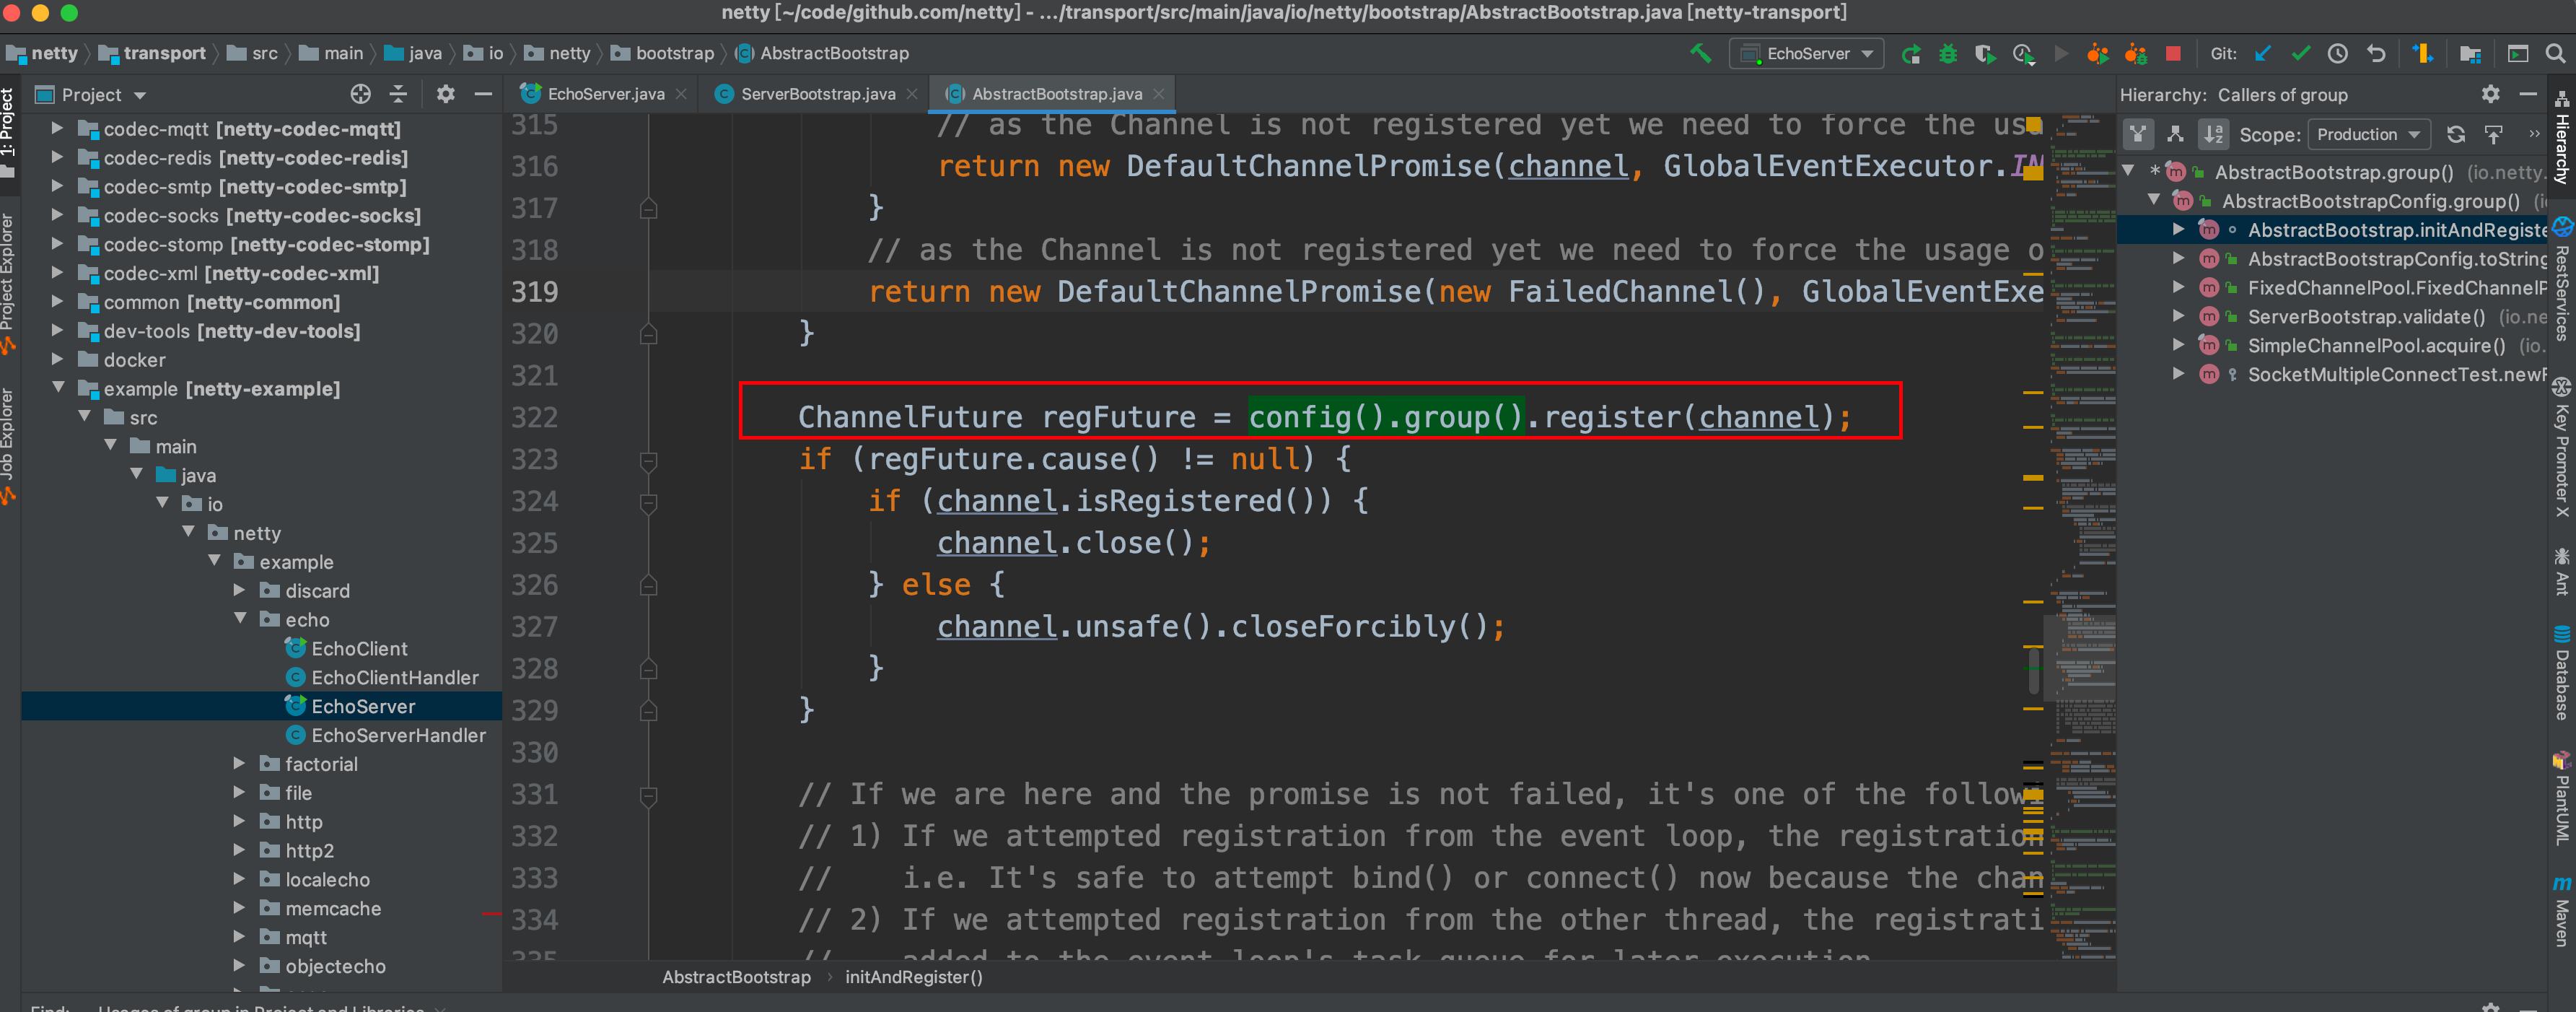 netty [~/code/github.com/netty] - .../transport/src/main/java/io/netty/bootstrap/AbstractBootstrap.java [netty-transport]
netty transport src main java io netty bootstrap AbstractBootstrap
EchoServer
Git:
1: Project
Project Explorer
Job Explorer
Project
codec-mqtt [netty-codec-mqtt]
codec-redis [netty-codec-redis]
codec-smtp [netty-codec-smtp]
codec-socks [netty-codec-socks]
codec-stomp [netty-codec-stomp]
codec-xml [netty-codec-xml]
common [netty-common]
dev-tools [netty-dev-tools]
docker
example [netty-example]
src
main
java
io
netty
example
discard
echo
EchoClient
EchoClientHandler
EchoServer
EchoServerHandler
factorial
file
http
http2
localecho
memcache
mqtt
objectecho
EchoServer.java ServerBootstrap.java AbstractBootstrap.java
315 // as the Channel is not registered yet we need to force the usa
316 return new DefaultChannelPromise(channel, GlobalEventExecutor.IN
317 }
318 // as the Channel is not registered yet we need to force the usage o
319 return new DefaultChannelPromise(new FailedChannel(), GlobalEventExe
320 }
321
322 ChannelFuture regFuture = config().group().register(channel);
323 if (regFuture.cause() != null) {
324 if (channel.isRegistered()) {
325 channel.close();
326 } else {
327 channel.unsafe().closeForcibly();
328 }
329 }
330
331 // If we are here and the promise is not failed, it's one of the followi
332 // 1) If we attempted registration from the event loop, the registration
333 // i.e. It's safe to attempt bind() or connect() now because the chan
334 // 2) If we attempted registration from the other thread, the registrati
335 // added to the event loop's task queue for later execution
AbstractBootstrap › initAndRegister()
Find: Usages of group in Project and Libraries
Hierarchy: Callers of group
Scope: Production
* AbstractBootstrap.group() (io.netty.
AbstractBootstrapConfig.group() (i
AbstractBootstrap.initAndRegiste
AbstractBootstrapConfig.toString
FixedChannelPool.FixedChannelP
ServerBootstrap.validate() (io.ne
SimpleChannelPool.acquire() (io.
SocketMultipleConnectTest.newF
Hierarchy
RestServices
Key Promoter X
Ant
Database
PlantUML
Maven